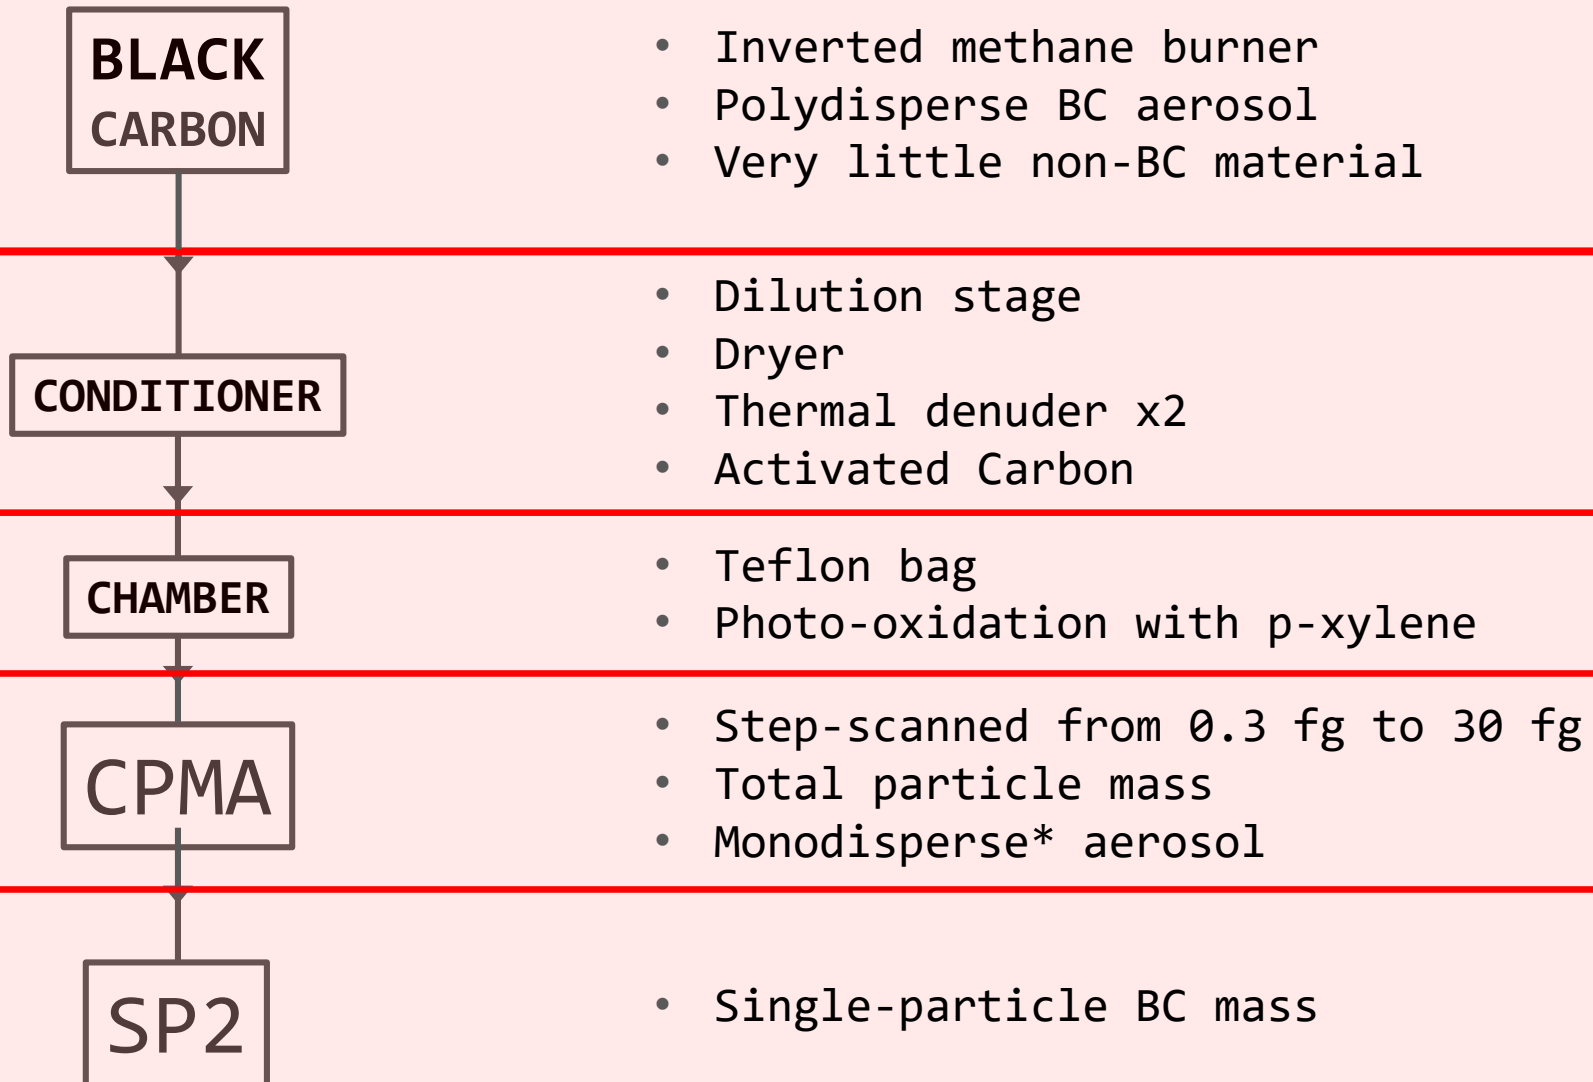 BLACK
CARBON
• Inverted methane burner
• Polydisperse BC aerosol
• Very little non-BC material
CONDITIONER
• Dilution stage
• Dryer
• Thermal denuder x2
• Activated Carbon
CHAMBER
• Teflon bag
• Photo-oxidation with p-xylene
CPMA
• Step-scanned from 0.3 fg to 30 fg
• Total particle mass
• Monodisperse* aerosol
SP2
• Single-particle BC mass